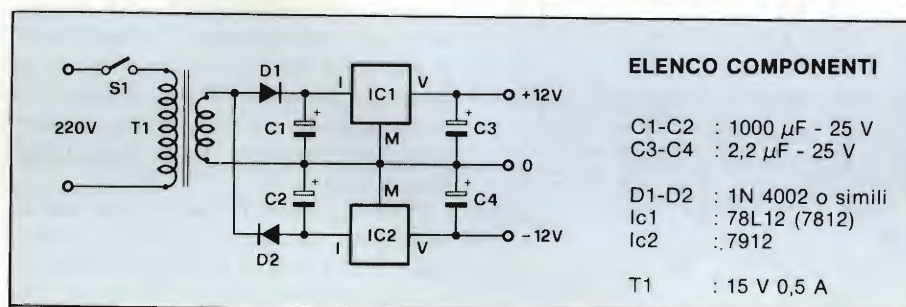 S1
220V
T1
D1
C1
I
IC1
V
M
C3
+12V
0
C2
M
C4
I
IC2
V
D2
-12V
ELENCO COMPONENTI
C1-C2 : 1000 µF - 25 V
C3-C4 : 2,2 µF - 25 V
D1-D2 : 1N 4002 o simili
Ic1 : 78L12 (7812)
Ic2 : 7912
T1 : 15 V 0,5 A